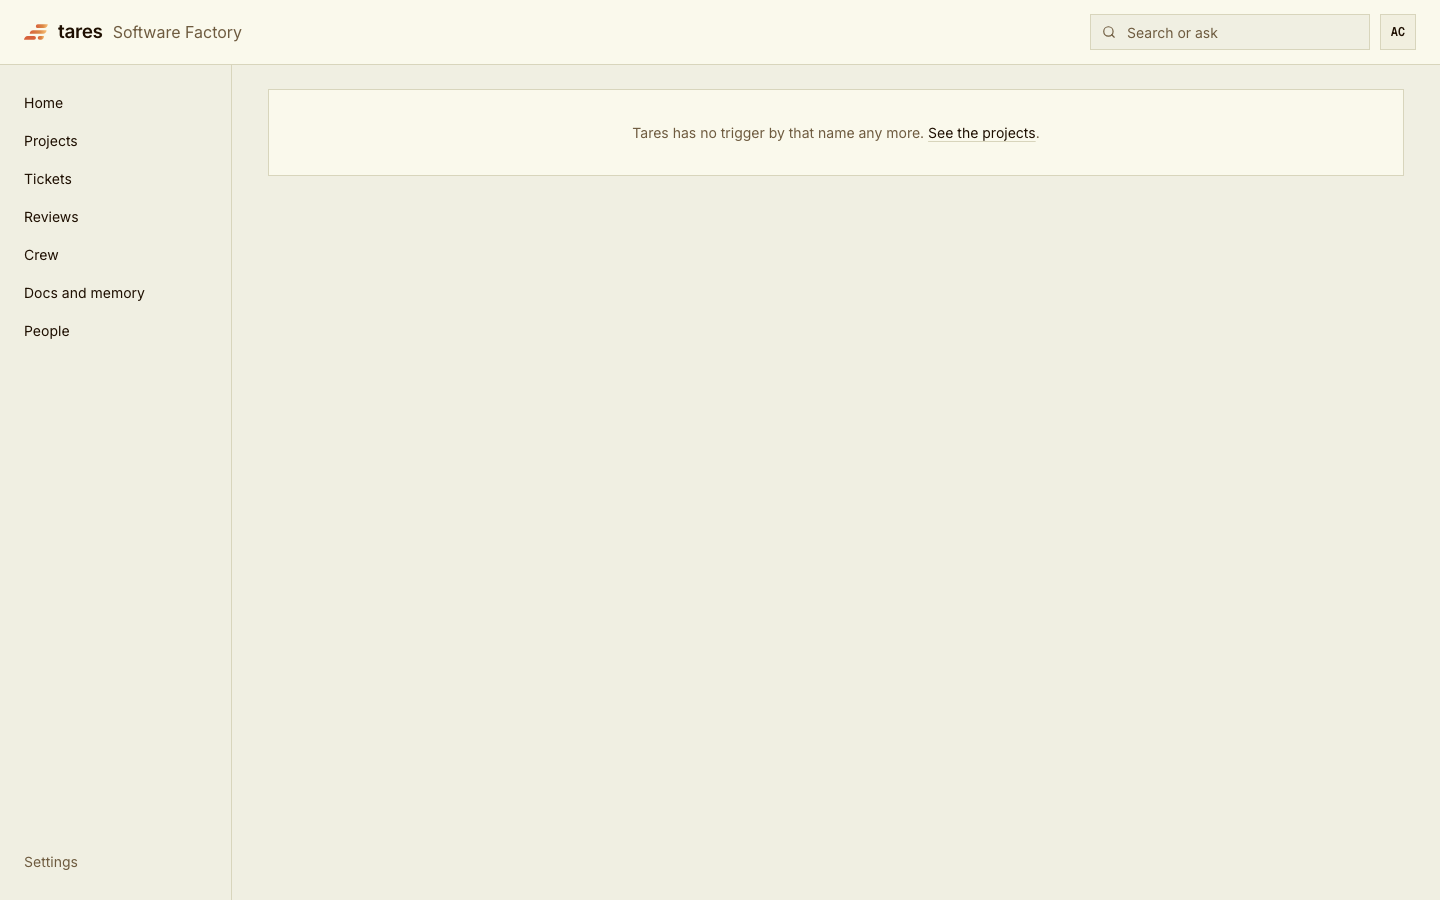 tares Software Factory
Search or ask
AC
Home
Projects
Tickets
Reviews
Crew
Docs and memory
People
Settings
Tares has no trigger by that name any more. See the projects.